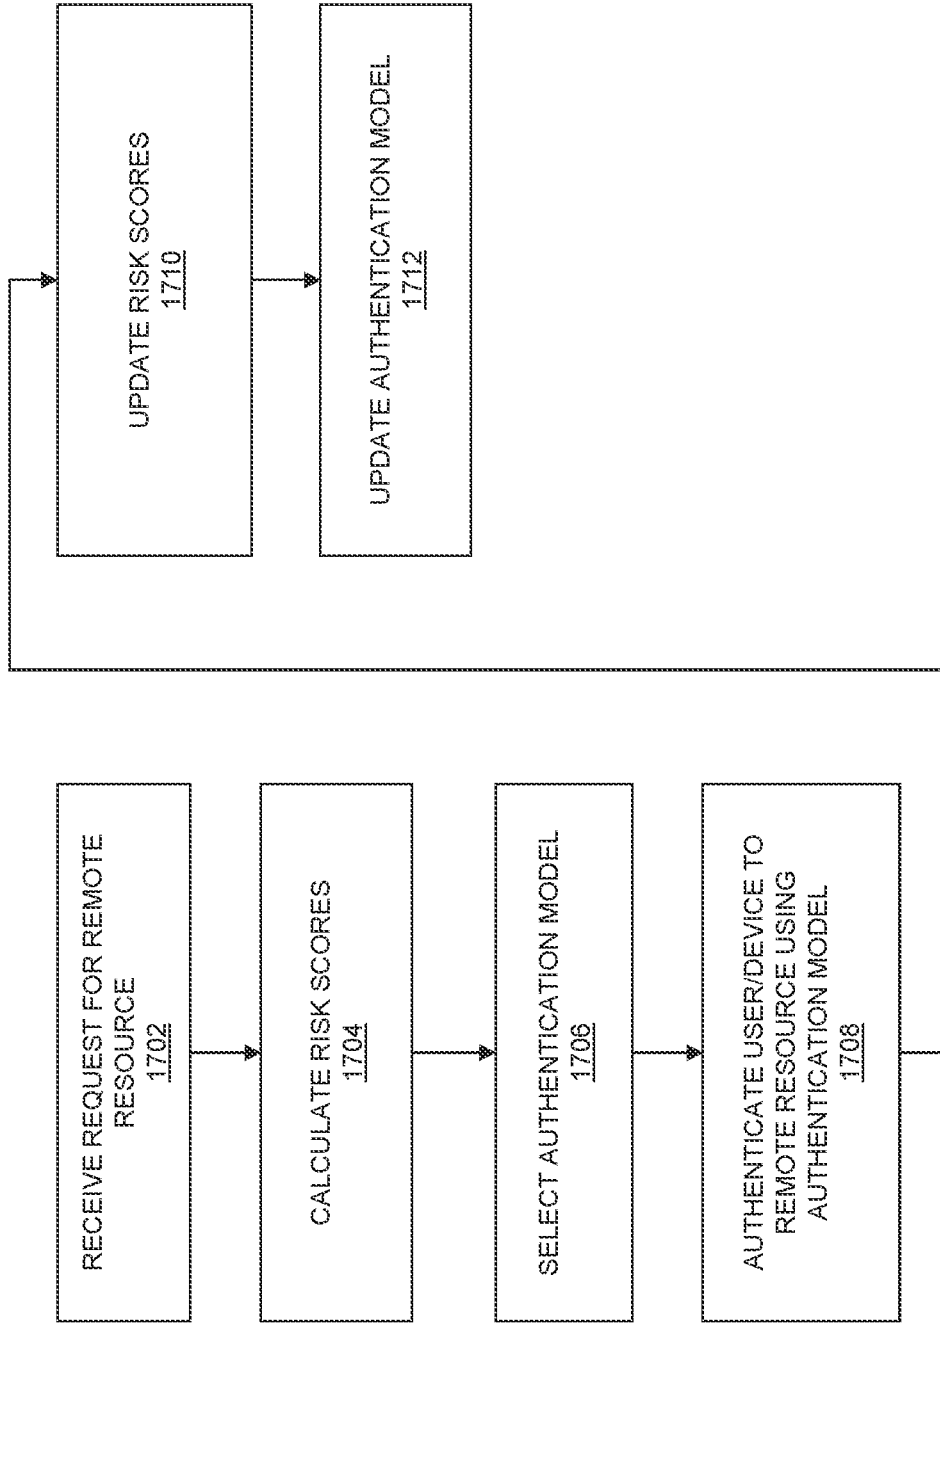 RECEIVE REQUEST FOR REMOTE
RESOURCE
1702
CALCULATE RISK SCORES
1704
SELECT AUTHENTICATION MODEL
1706
AUTHENTICATE USER/DEVICE TO
REMOTE RESOURCE USING
AUTHENTICATION MODEL
1708
UPDATE RISK SCORES
1710
UPDATE AUTHENTICATION MODEL
1712